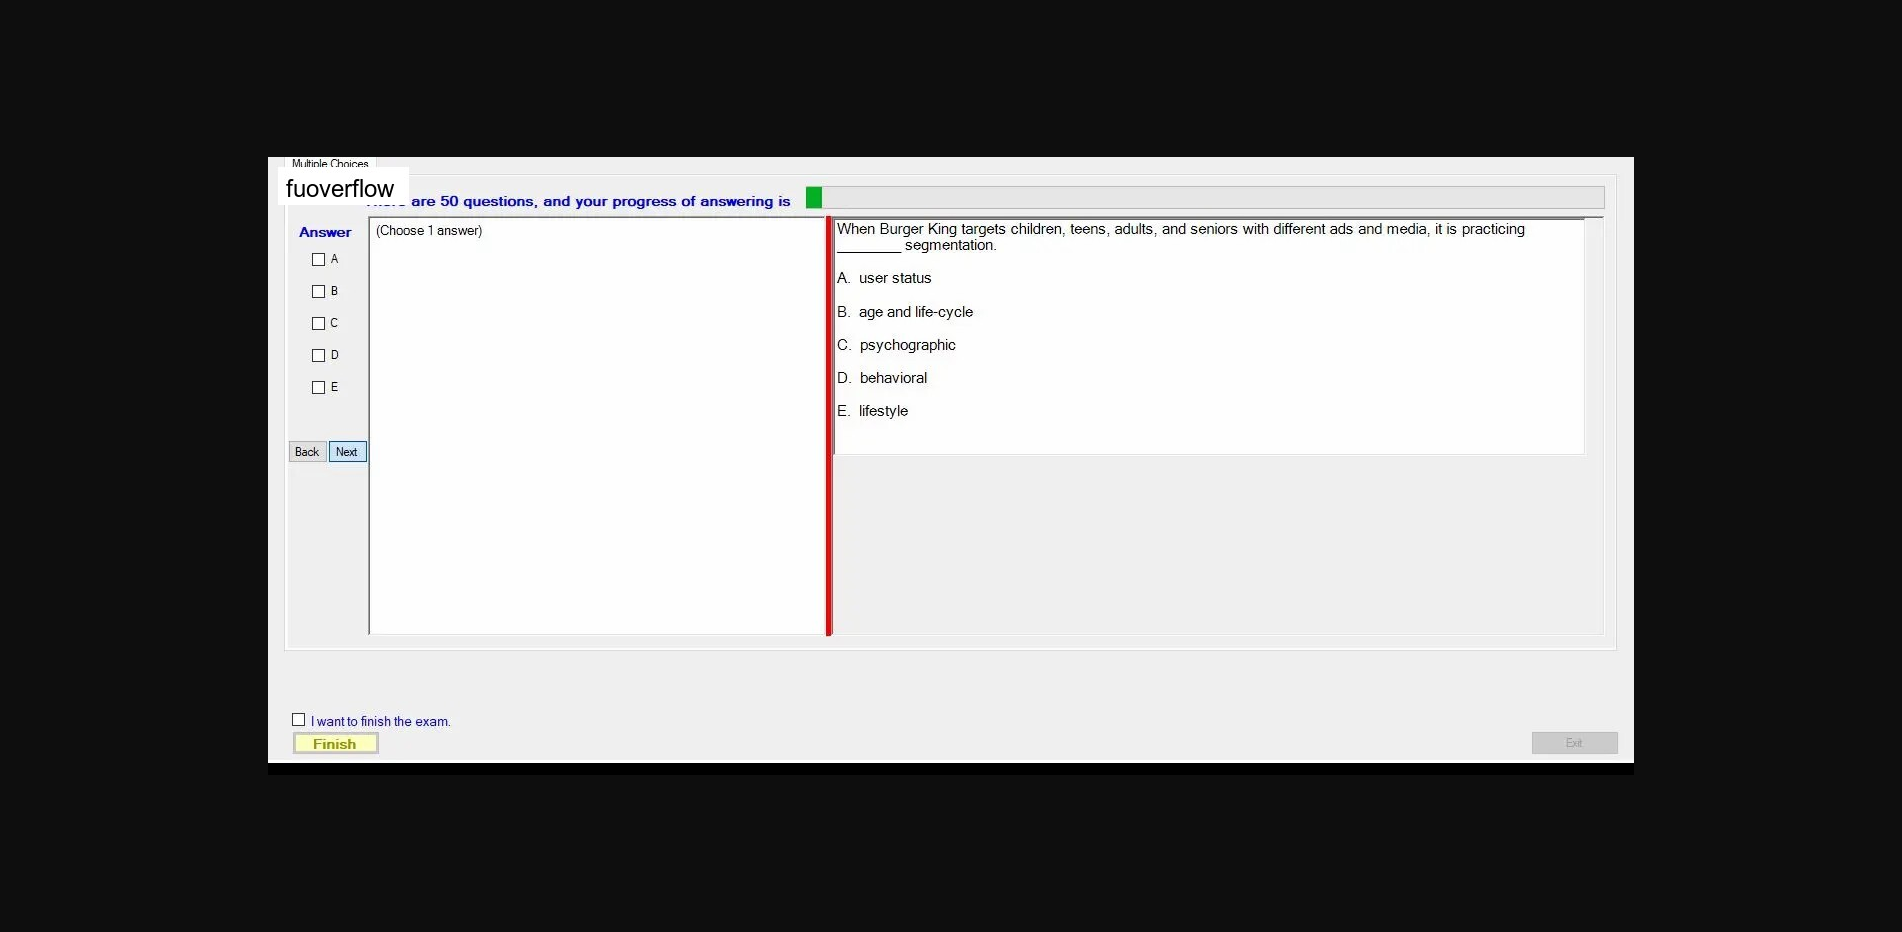 Multiple Choices
fuoverflow
are 50 questions, and your progress of answering is
Answer
(Choose 1 answer)
A
B
C
D
E
Back Next
When Burger King targets children, teens, adults, and seniors with different ads and media, it is practicing
________ segmentation.
A. user status
B. age and life-cycle
C. psychographic
D. behavioral
E. lifestyle
I want to finish the exam.
Finish
Exit